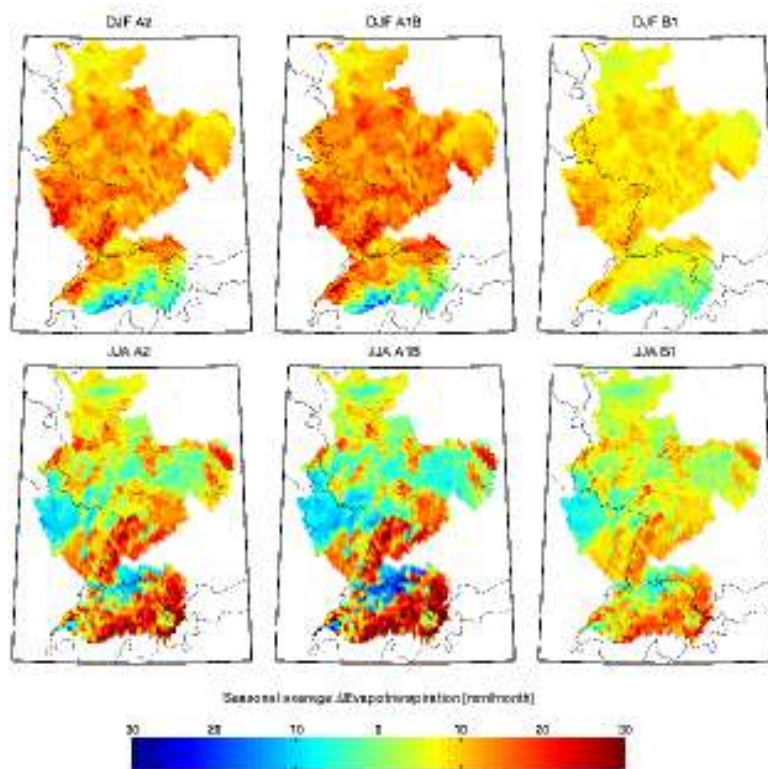 DJF A2
DJF A1B
DJF B1
JJA A2
JJA A1B
JJA B1
Seasonal average ΔEvapotranspiration [mm/month]
30 20 10 0 10 20 30